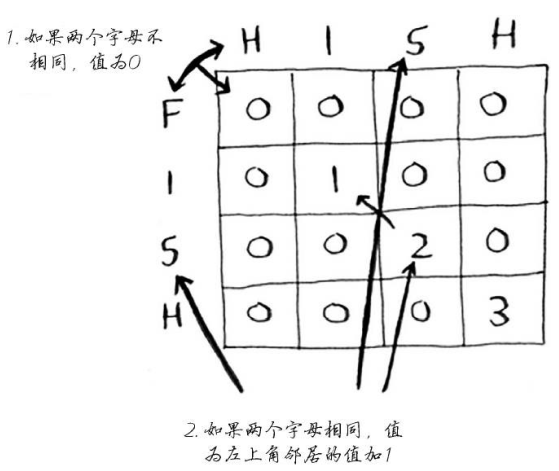 1. 如果两个字母不
相同，值为0
H I S H
F 0 0 0 0
I 0 1 0 0
S 0 0 2 0
H 0 0 0 3
2. 如果两个字母相同，值
为左上角邻居的值加1